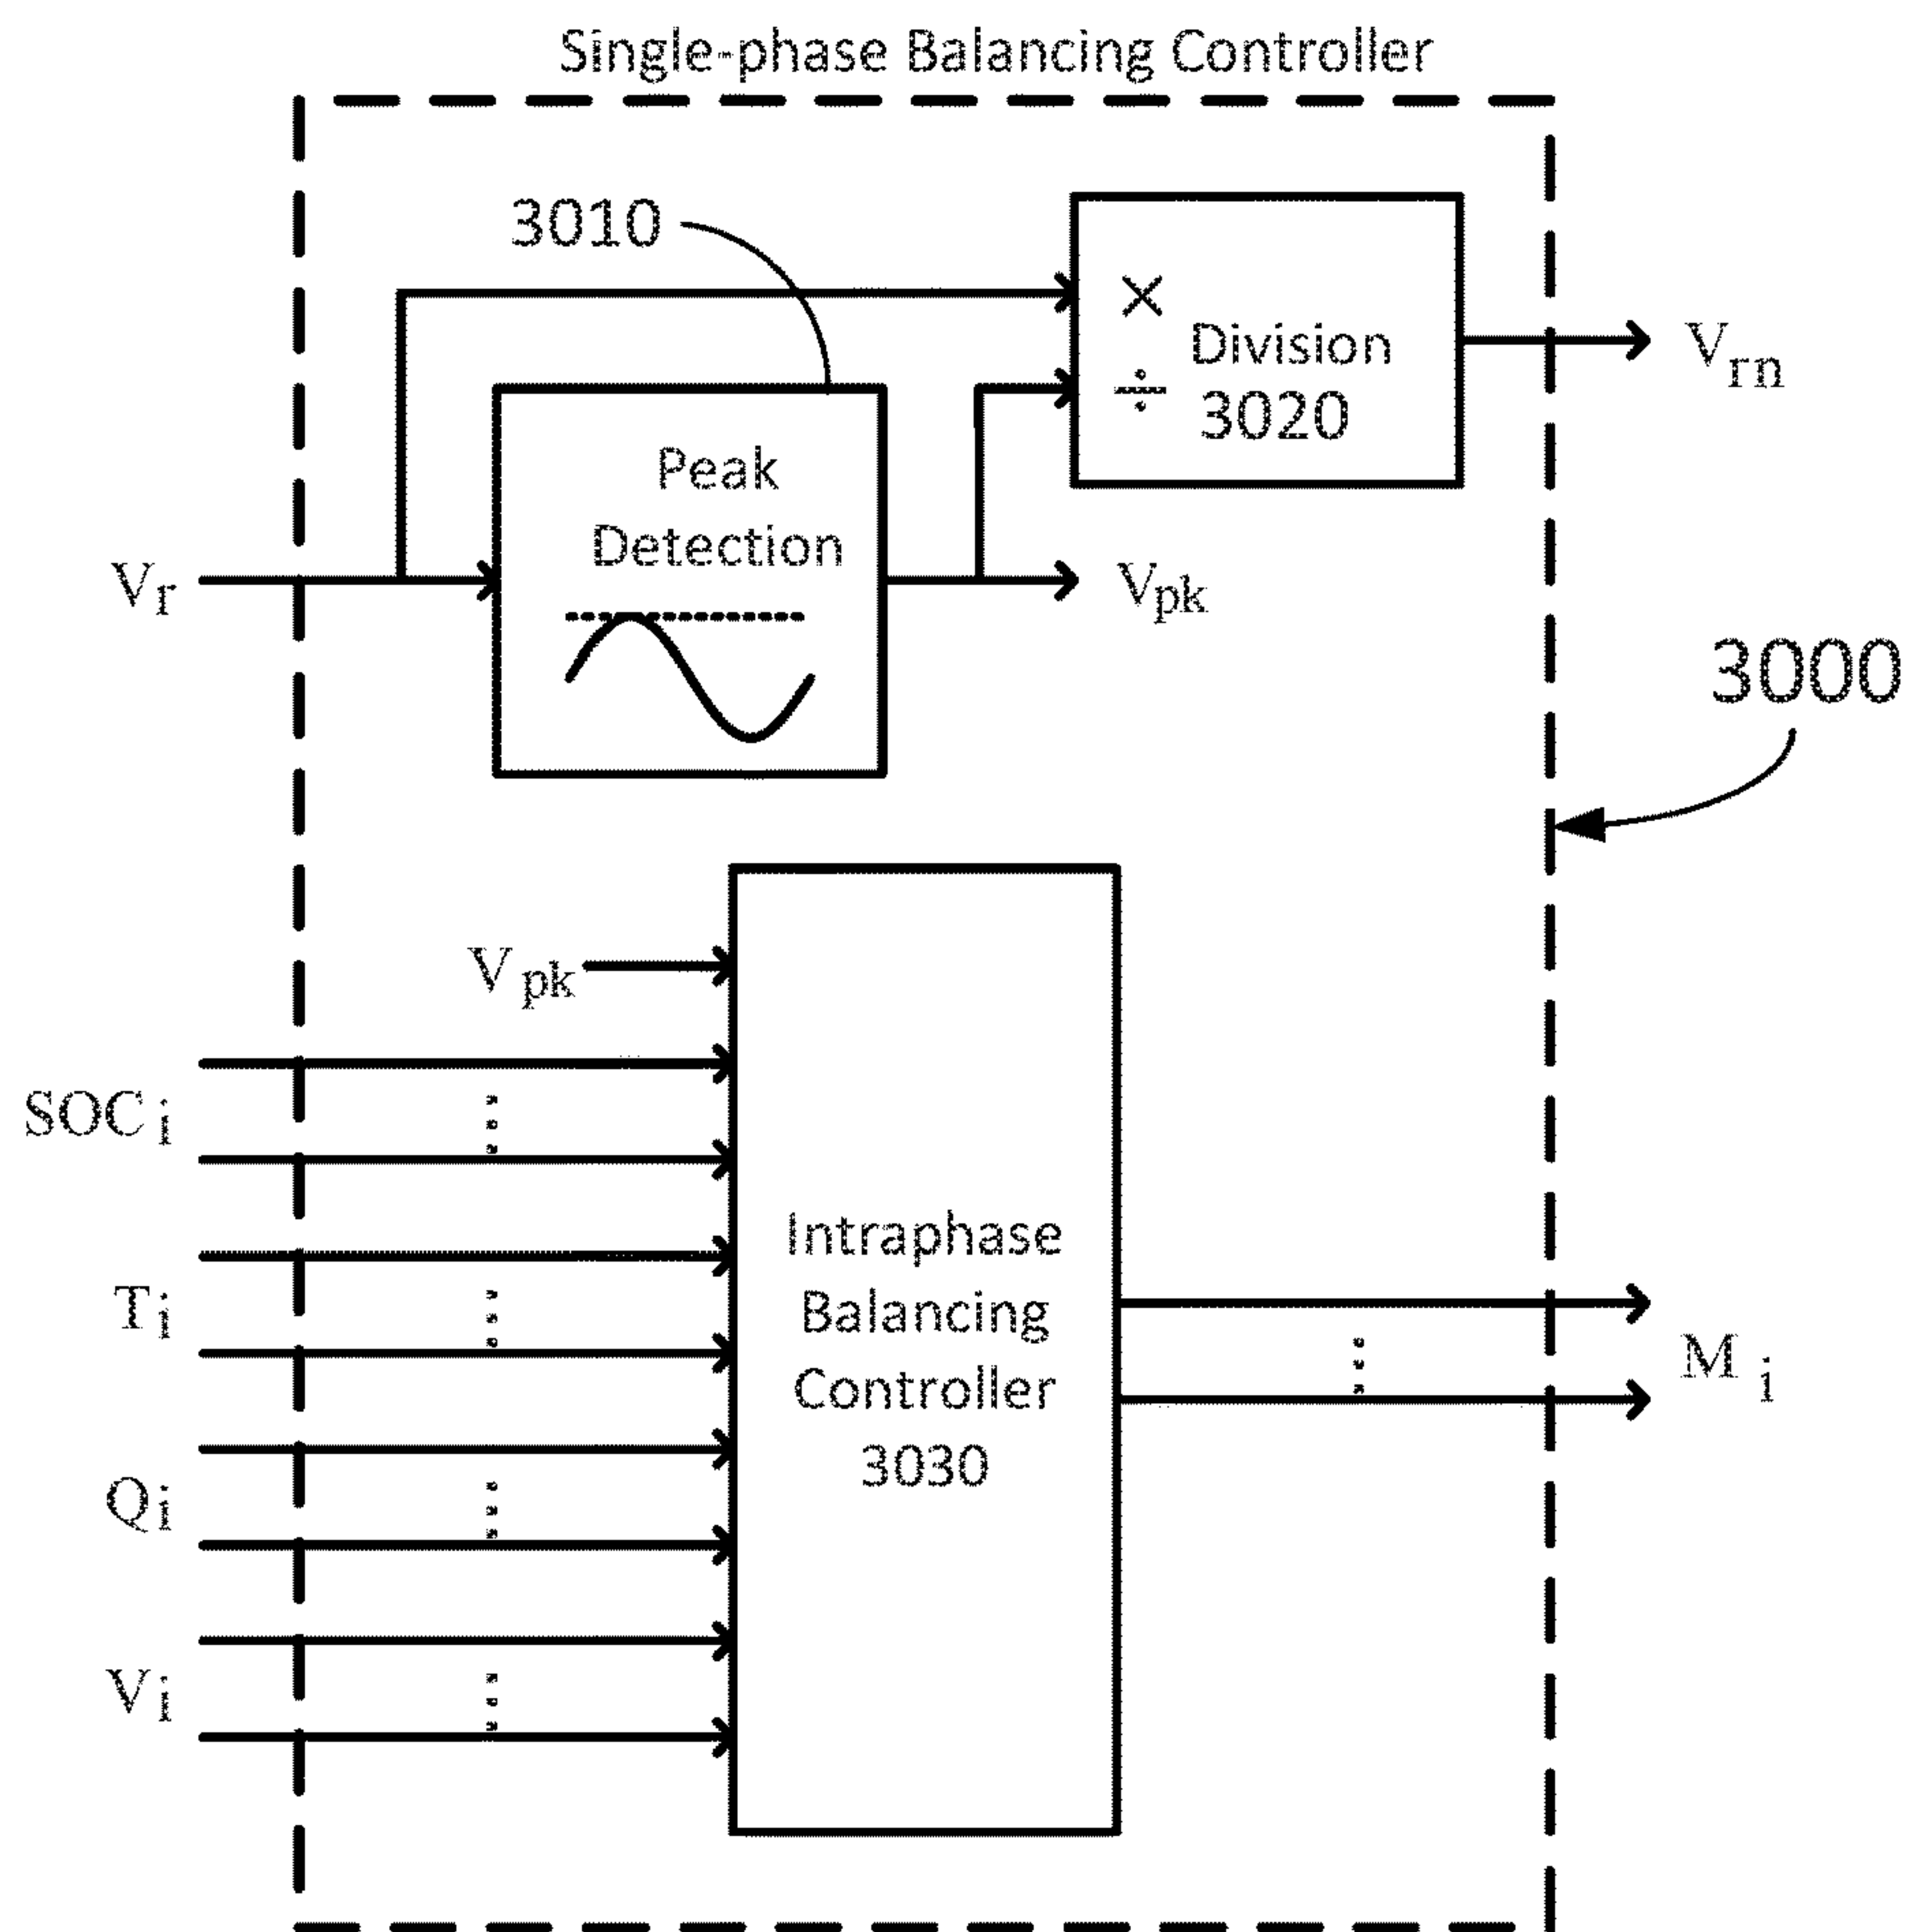 Single-phase Balancing Controller
3010
×
Division
÷
3020
Vrn
Peak
Detection
Vr
Vpk
3000
Vpk
SOCi
Ti
Qi
Vi
Intraphase
Balancing
Controller
3030
Mi